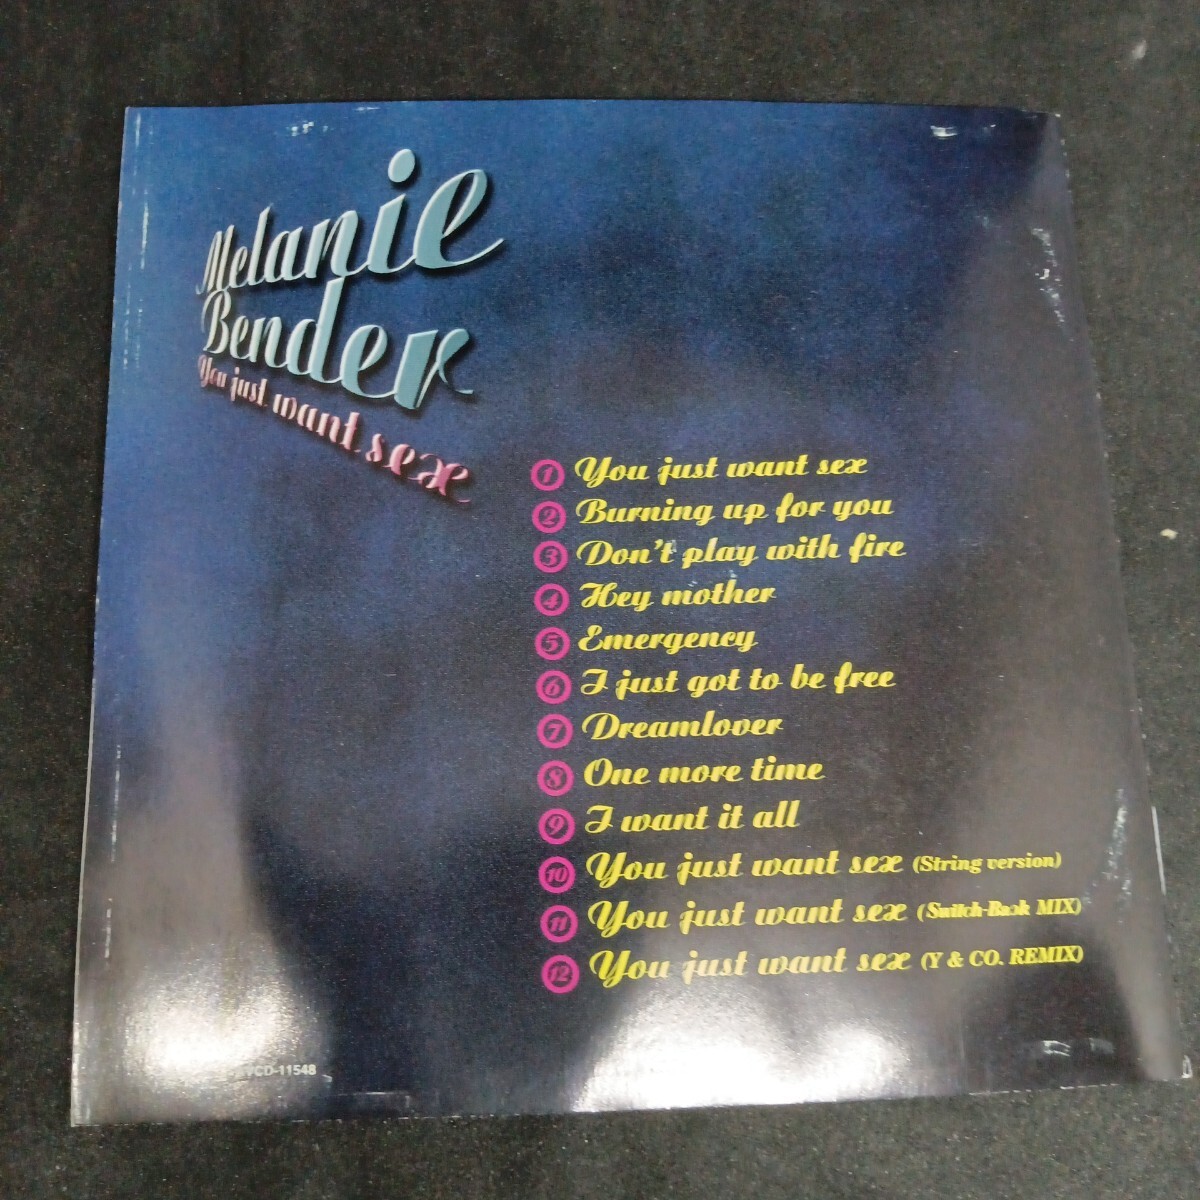 Melanie
Bender
You just want sex
1 You just want sex
2 Burning up for you
3 Don't play with fire
4 Hey mother
5 Emergency
6 I just got to be free
7 Dreamlover
8 One more time
9 I want it all
10 You just want sex (String version)
11 You just want sex (Switch-Back MIX)
12 You just want sex (Y & CO. REMIX)
VCD-11548